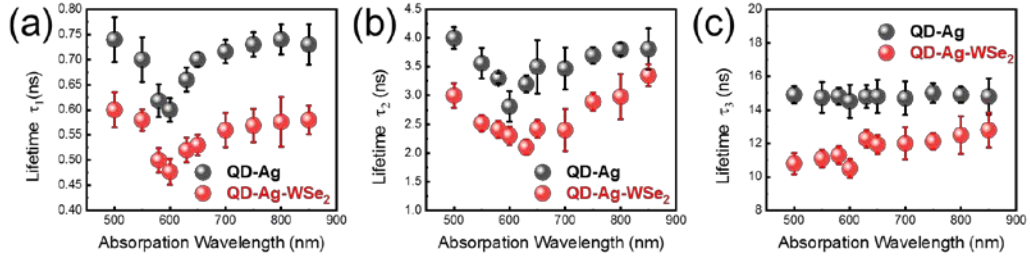 (a)
0.80
0.75
0.70
0.65
0.60
0.55
0.50
0.45
0.40
Lifetime τ1(ns)
QD-Ag
QD-Ag-WSe2
500 600 700 800 900
Absorpation Wavelength (nm)
(b)
4.5
4.0
3.5
3.0
2.5
2.0
1.5
1.0
Lifetime τ2 (ns)
QD-Ag
QD-Ag-WSe2
500 600 700 800 900
Absorpation Wavelength (nm)
(c)
20
18
16
14
12
10
8
Lifetime τ3 (ns)
QD-Ag
QD-Ag-WSe2
500 600 700 800 900
Absorpation Wavelength (nm)